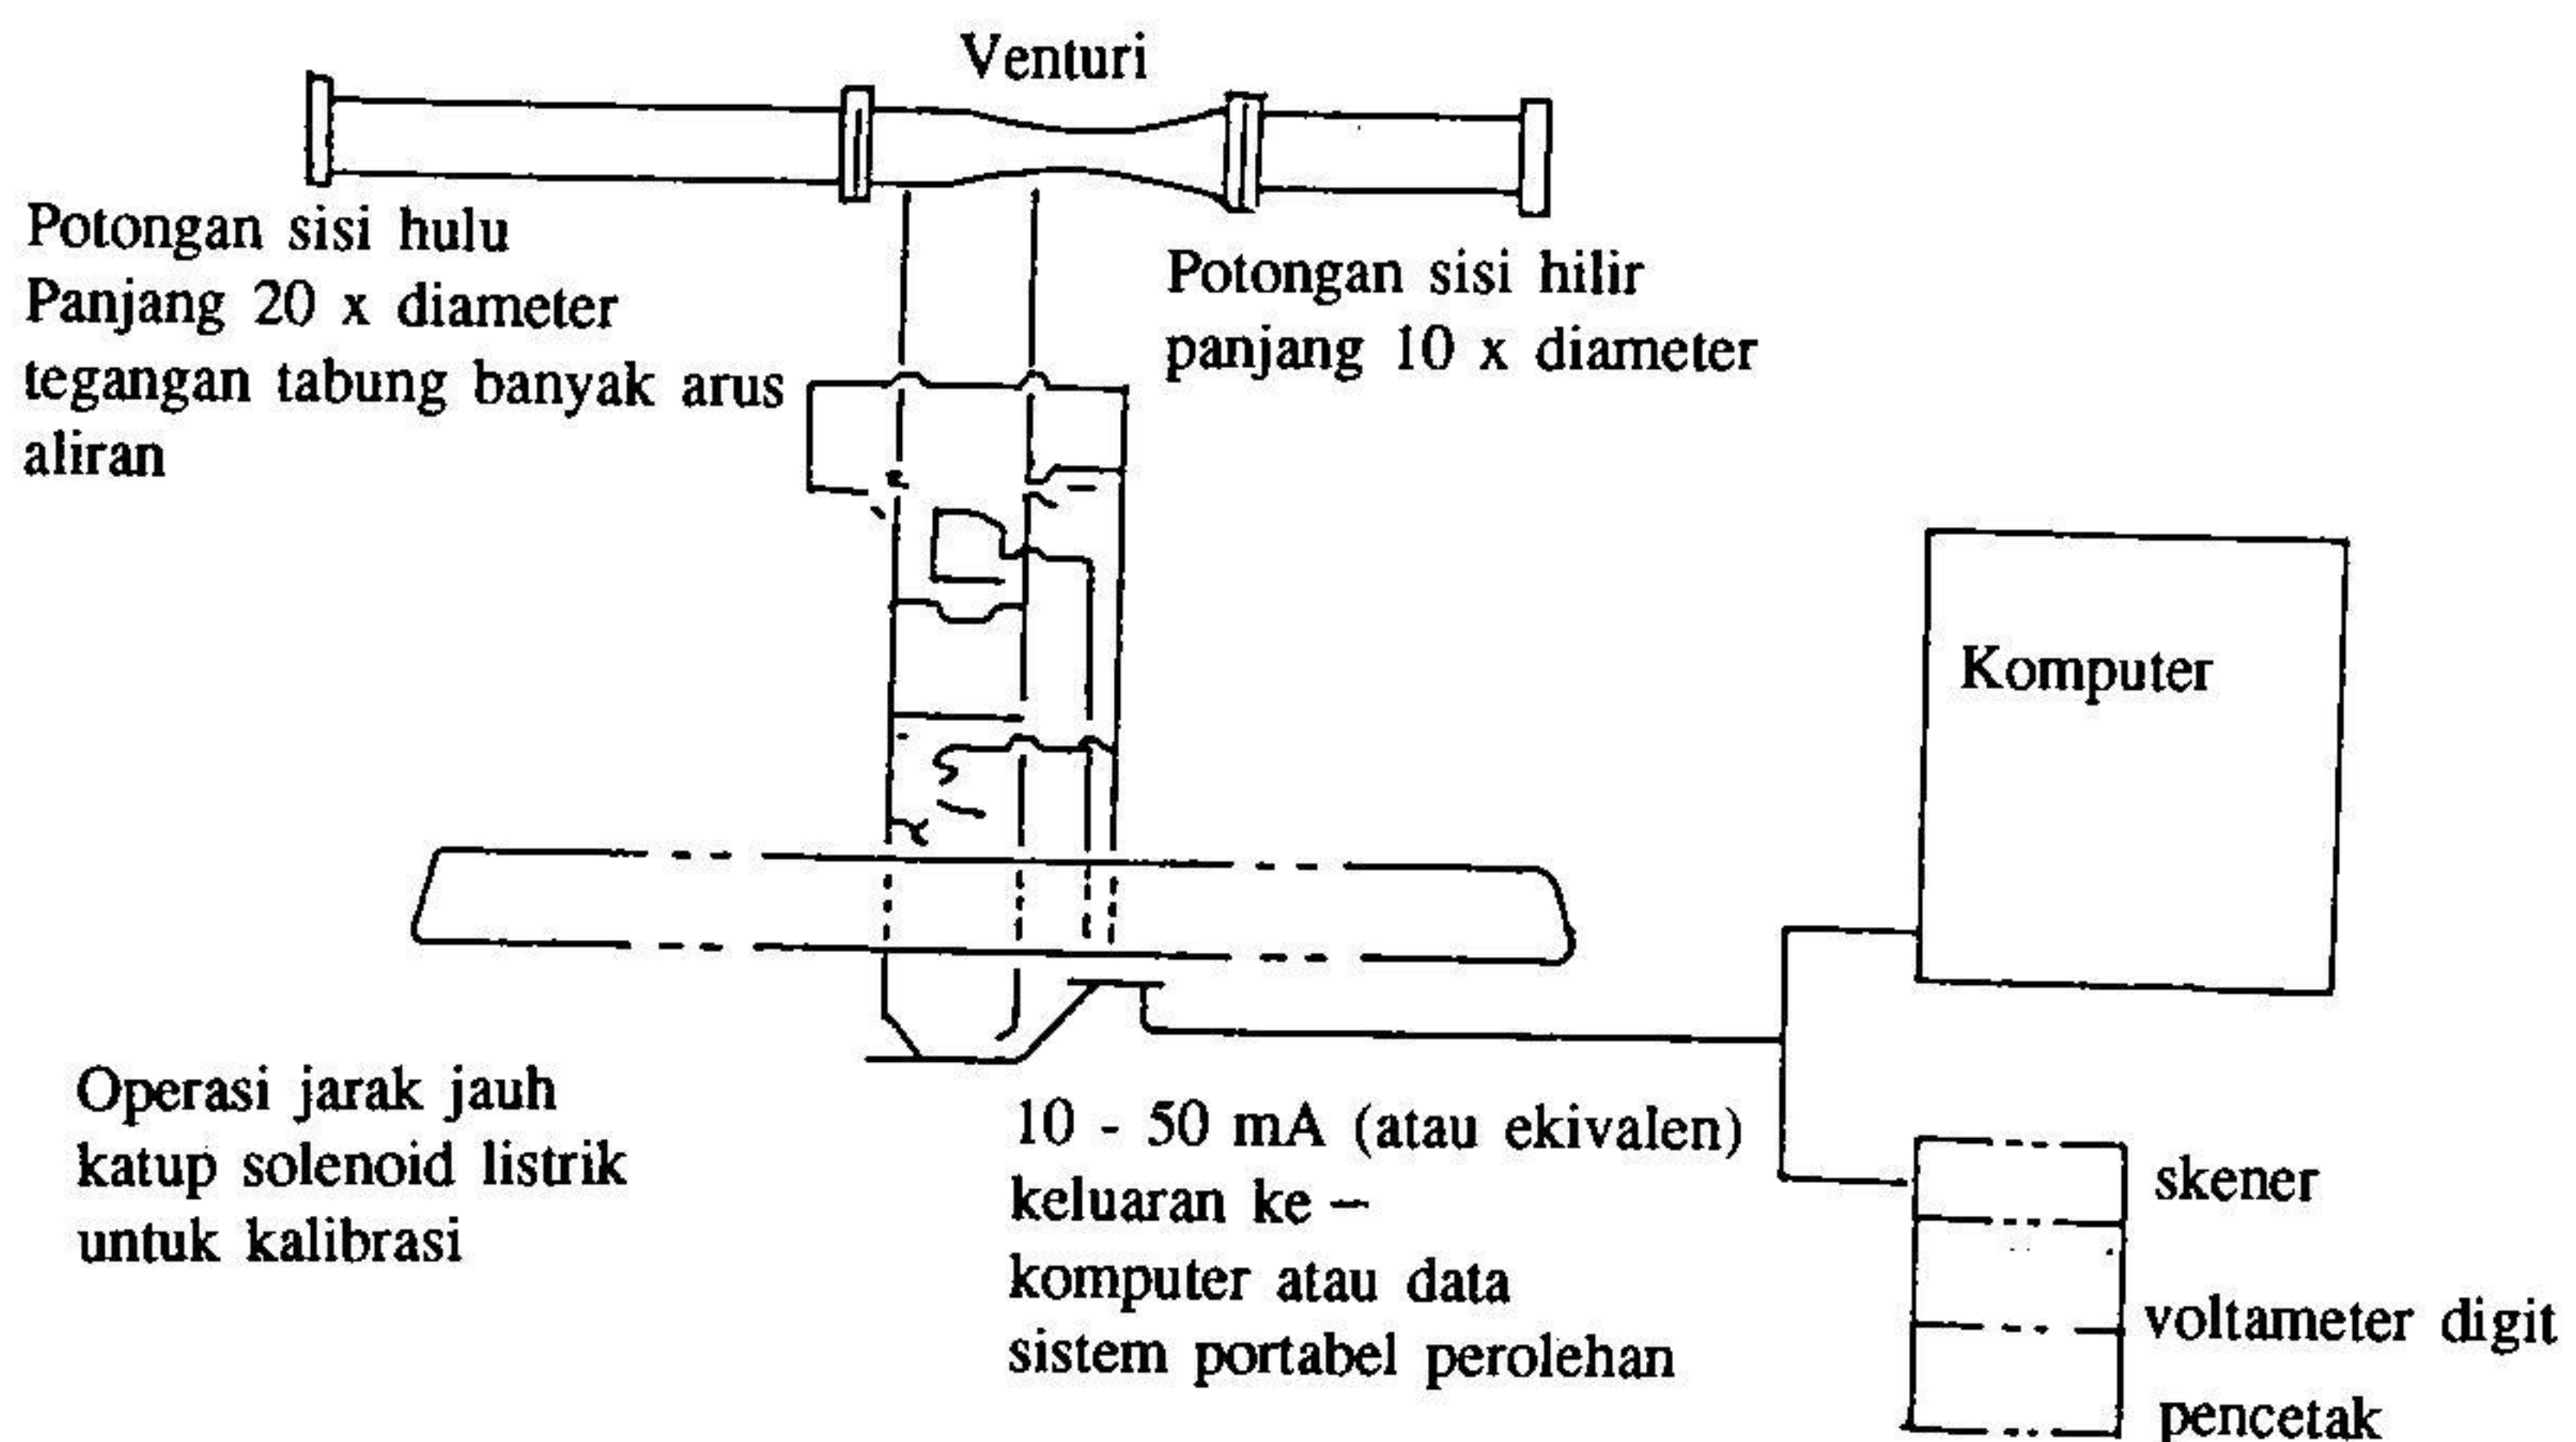 Venturi
Potongan sisi hulu
Panjang 20 x diameter
tegangan tabung banyak arus
aliran
Potongan sisi hilir
panjang 10 x diameter
Komputer
Operasi jarak jauh
katup solenoid listrik
untuk kalibrasi
10 - 50 mA (atau ekivalen)
keluaran ke –
komputer atau data
sistem portabel perolehan
skener
voltameter digit
pencetak